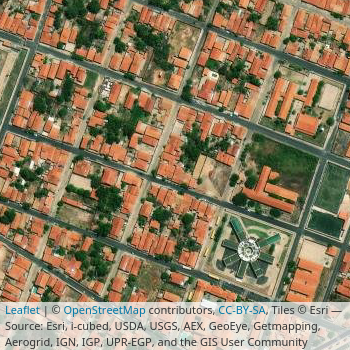 Leaflet | © OpenStreetMap contributors, CC-BY-SA, Tiles © Esri —
Source: Esri, i-cubed, USDA, USGS, AEX, GeoEye, Getmapping,
Aerogrid, IGN, IGP, UPR-EGP, and the GIS User Community